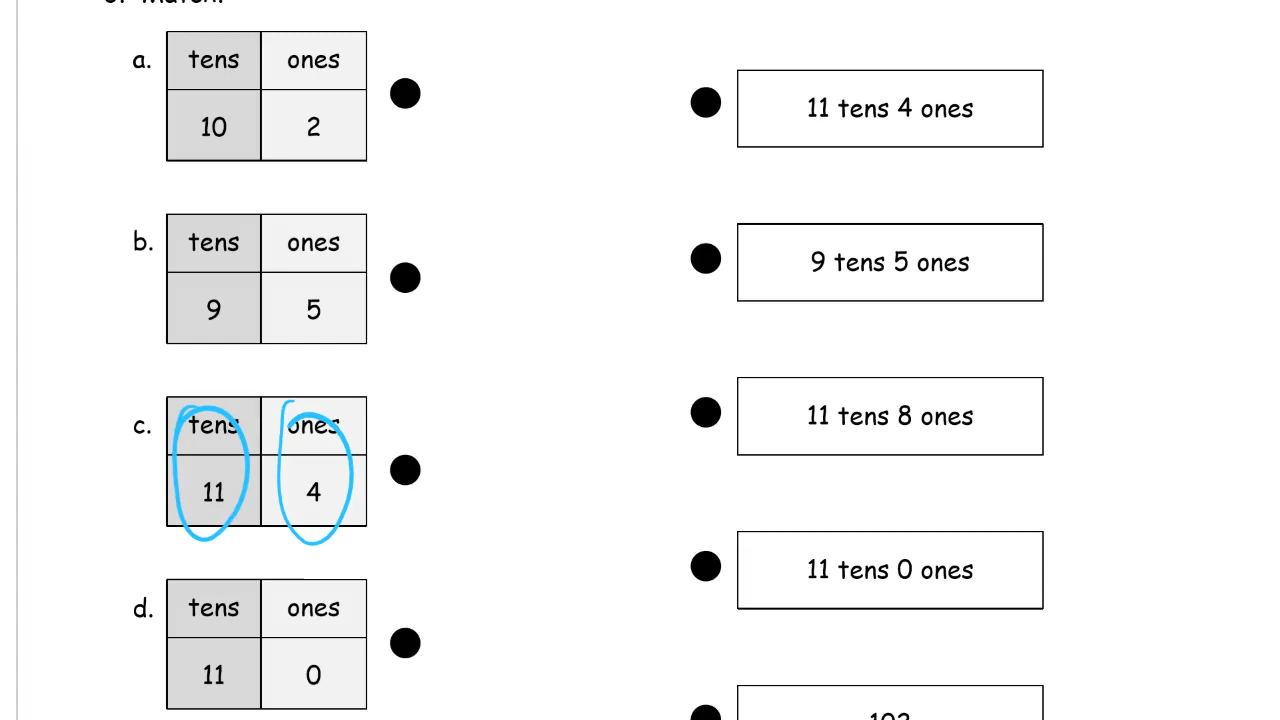 a.
tens ones
10 2
11 tens 4 ones
b.
tens ones
9 5
9 tens 5 ones
c.
tens ones
11 4
11 tens 8 ones
d.
tens ones
11 0
11 tens 0 ones